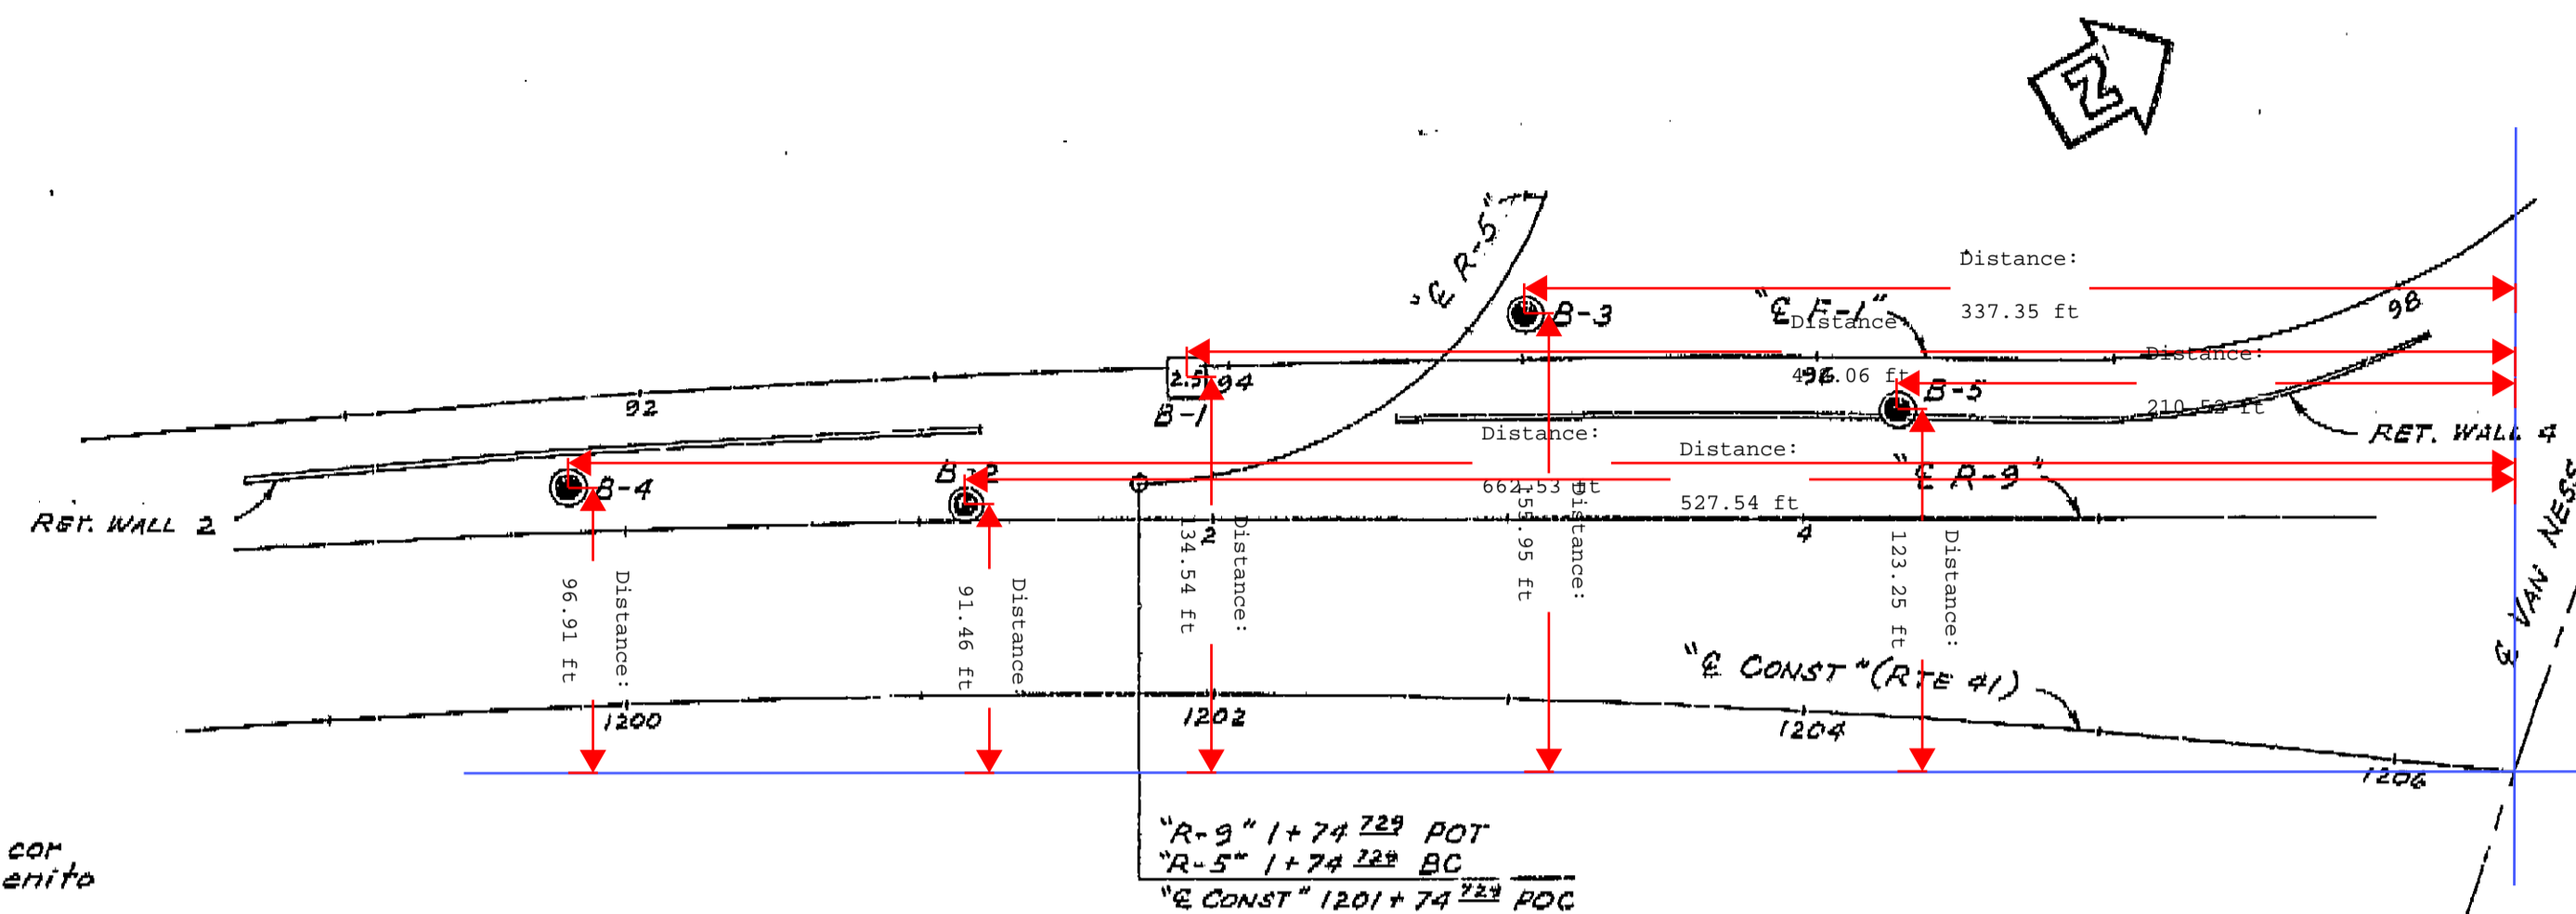 N
"℄ R-5"
Distance:
337.35 ft
B-3
"℄ F-1"
98
Distance:
Distance:
96
B-5
210.52 ft
92
2.5
94
B-1
RET. WALL 4
Distance:
Distance:
662.53 ft
527.54 ft
"℄ R-9"
B-4
B-2
RET. WALL 2
2
4
VAN NESS
Distance:
96.91 ft
Distance:
91.46 ft
Distance:
134.54 ft
Distance:
155.95 ft
Distance:
123.25 ft
"℄ CONST" (RTE 41)
1200
1202
1204
1206
"R-9" 1+74 729 POT
"R-5" 1+74 729 BC
"℄ CONST" 1201+74 729 POC
cor
enito